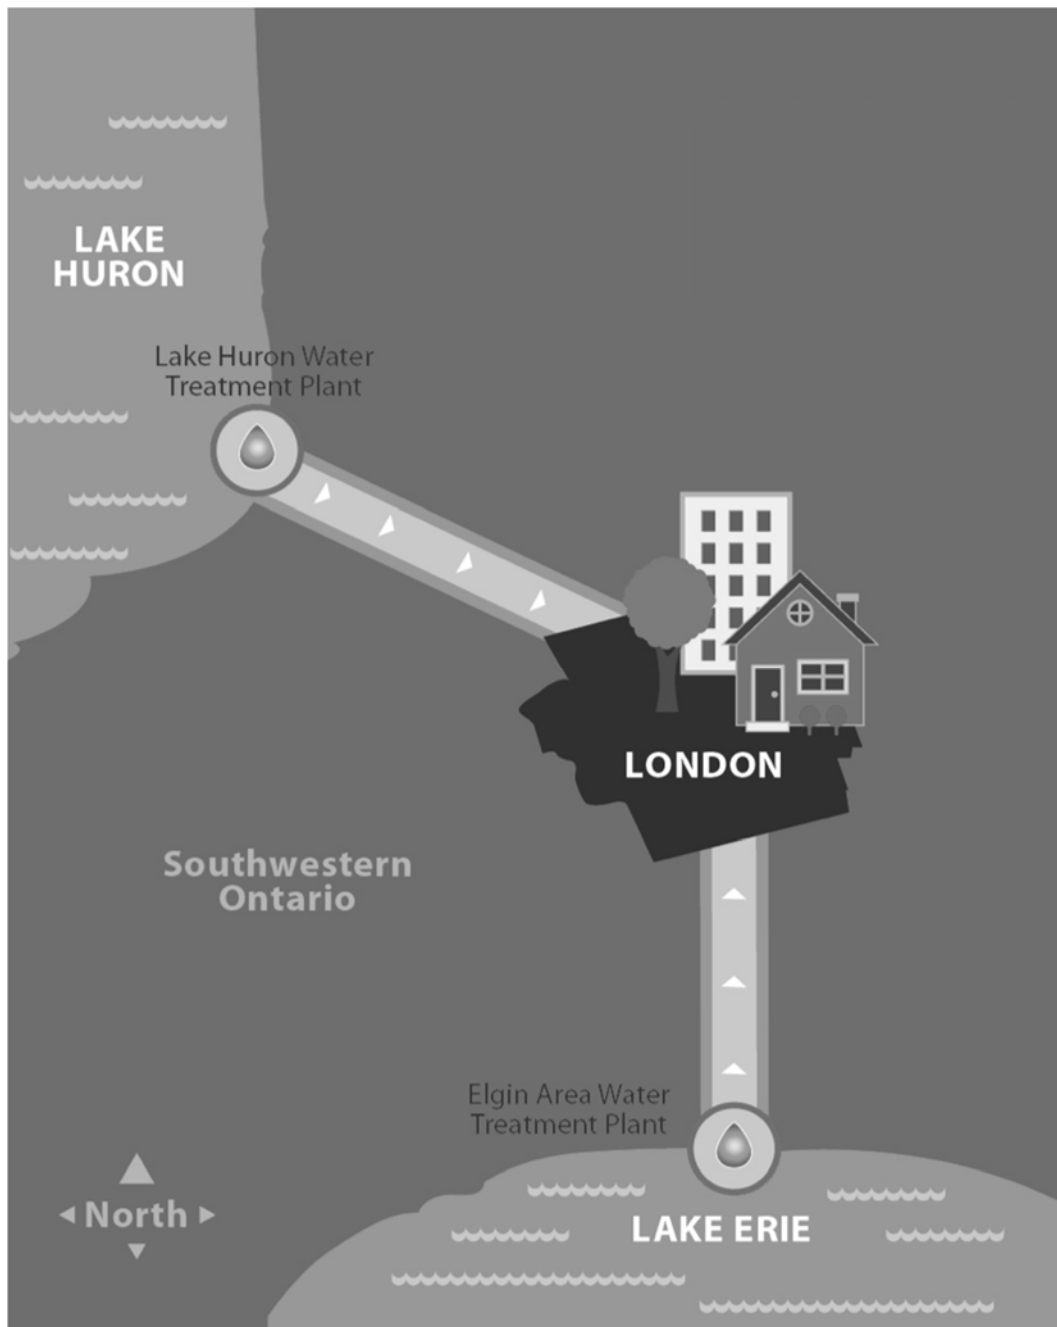 LAKE
HURON
Lake Huron Water
Treatment Plant
LONDON
Southwestern
Ontario
Elgin Area Water
Treatment Plant
North
LAKE ERIE